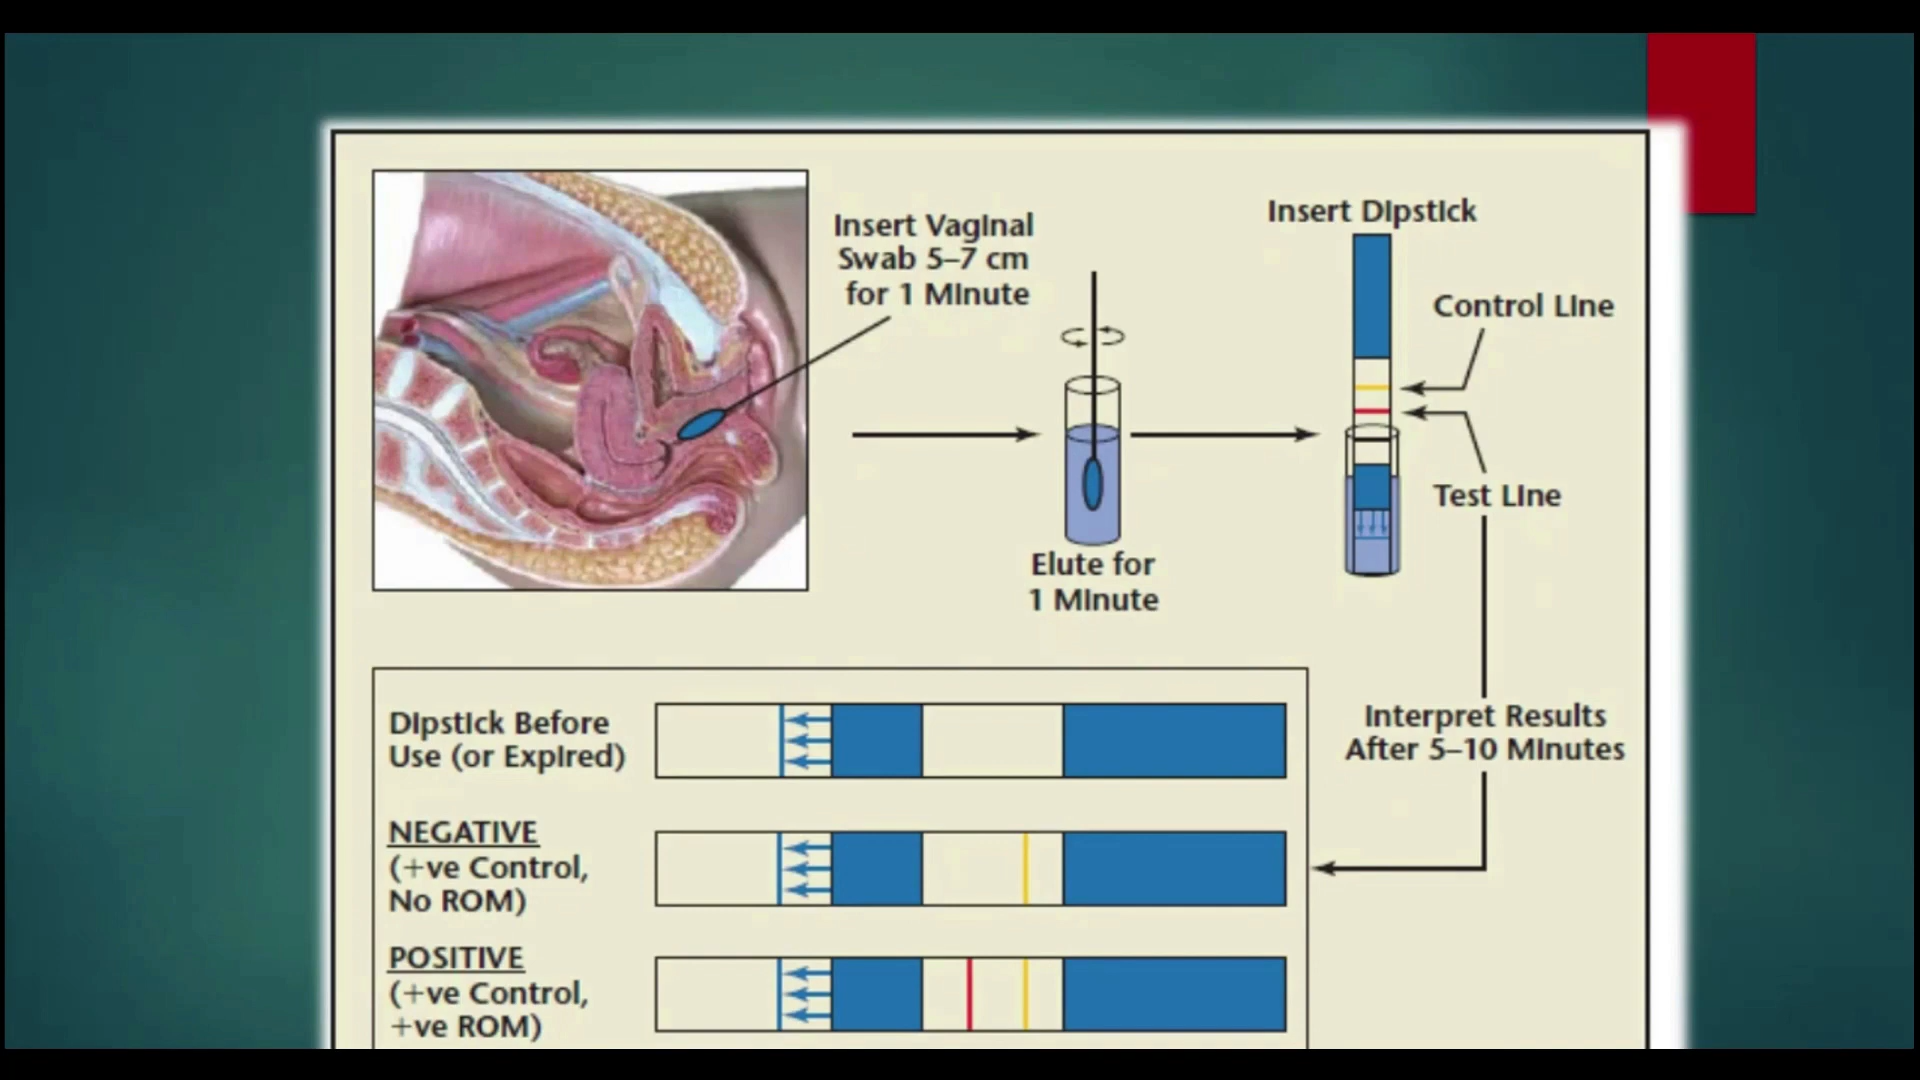 Insert Vaginal
Swab 5–7 cm
for 1 Minute
Elute for
1 Minute
Insert Dipstick
Control Line
Test Line
Interpret Results
After 5–10 Minutes
Dipstick Before
Use (or Expired)
NEGATIVE
(+ve Control,
No ROM)
POSITIVE
(+ve Control,
+ve ROM)